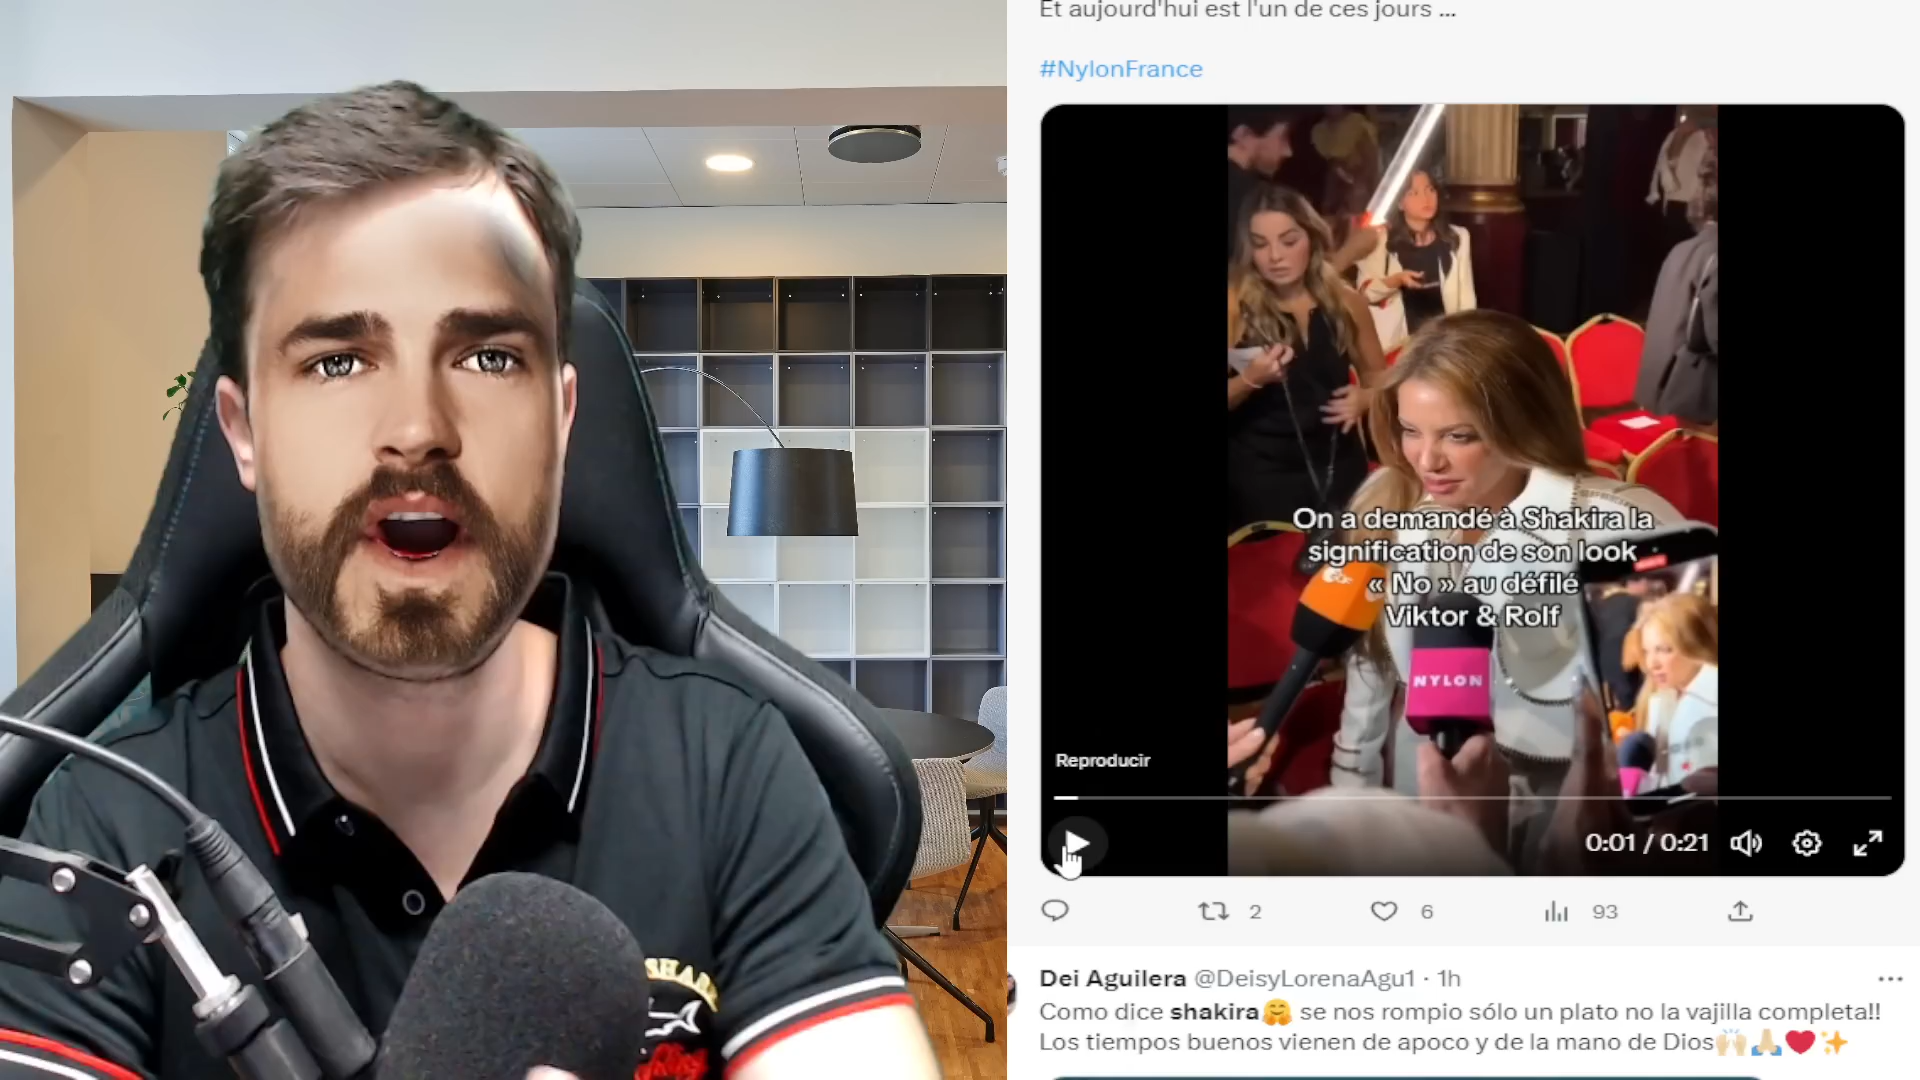 Et aujourd'hui est l'un de ces jours ...
#NylonFrance
On a demandé à Shakira la
signification de son look
« No » au défilé
Viktor & Rolf
NYLON
Reproducir
0:01 / 0:21
2
6
93
Dei Aguilera @DeisyLorenaAgu1 · 1h
Como dice shakira🤗 se nos rompio sólo un plato no la vajilla completa!!
Los tiempos buenos vienen de apoco y de la mano de Dios🙌🏼🙏🏼❤️✨
SHARK